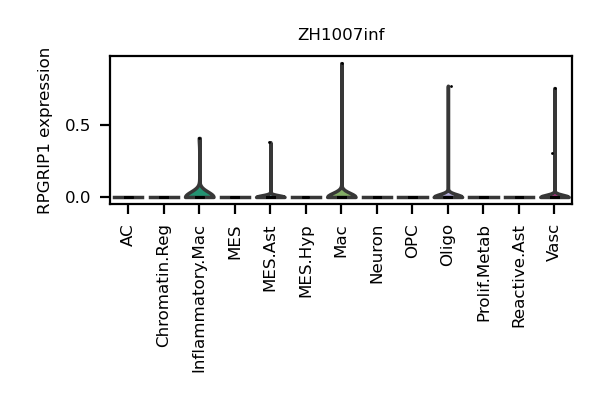 ZH1007inf
RPGRIP1 expression
0.5
0.0
AC
Chromatin.Reg
Inflammatory.Mac
MES
MES.Ast
MES.Hyp
Mac
Neuron
OPC
Oligo
Prolif.Metab
Reactive.Ast
Vasc